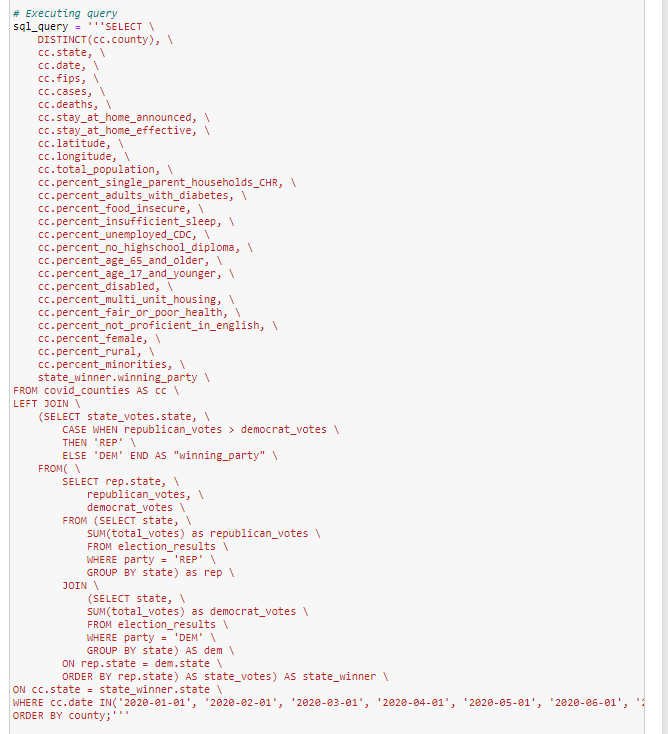 # Executing query
sql_query = '''SELECT \
DISTINCT(cc.county), \
cc.state, \
cc.date, \
cc.fips, \
cc.cases, \
cc.deaths, \
cc.stay_at_home_announced, \
cc.stay_at_home_effective, \
cc.latitude, \
cc.longitude, \
cc.total_population, \
cc.percent_single_parent_households_CHR, \
cc.percent_adults_with_diabetes, \
cc.percent_food_insecure, \
cc.percent_insufficient_sleep, \
cc.percent_unemployed_CDC, \
cc.percent_no_highschool_diploma, \
cc.percent_age_65_and_older, \
cc.percent_age_17_and_younger, \
cc.percent_disabled, \
cc.percent_multi_unit_housing, \
cc.percent_fair_or_poor_health, \
cc.percent_not_proficient_in_english, \
cc.percent_female, \
cc.percent_rural, \
cc.percent_minorities, \
state_winner.winning_party \
FROM covid_counties AS cc \
LEFT JOIN \
(SELECT state_votes.state, \
CASE WHEN republican_votes > democrat_votes \
THEN 'REP' \
ELSE 'DEM' END AS "winning_party" \
FROM( \
SELECT rep.state, \
republican_votes, \
democrat_votes \
FROM (SELECT state, \
SUM(total_votes) as republican_votes \
FROM election_results \
WHERE party = 'REP' \
GROUP BY state) as rep \
JOIN \
(SELECT state, \
SUM(total_votes) as democrat_votes \
FROM election_results \
WHERE party = 'DEM' \
GROUP BY state) AS dem \
ON rep.state = dem.state \
ORDER BY rep.state) AS state_votes) AS state_winner \
ON cc.state = state_winner.state \
WHERE cc.date IN('2020-01-01', '2020-02-01', '2020-03-01', '2020-04-01', '2020-05-01', '2020-06-01',
ORDER BY county;'''